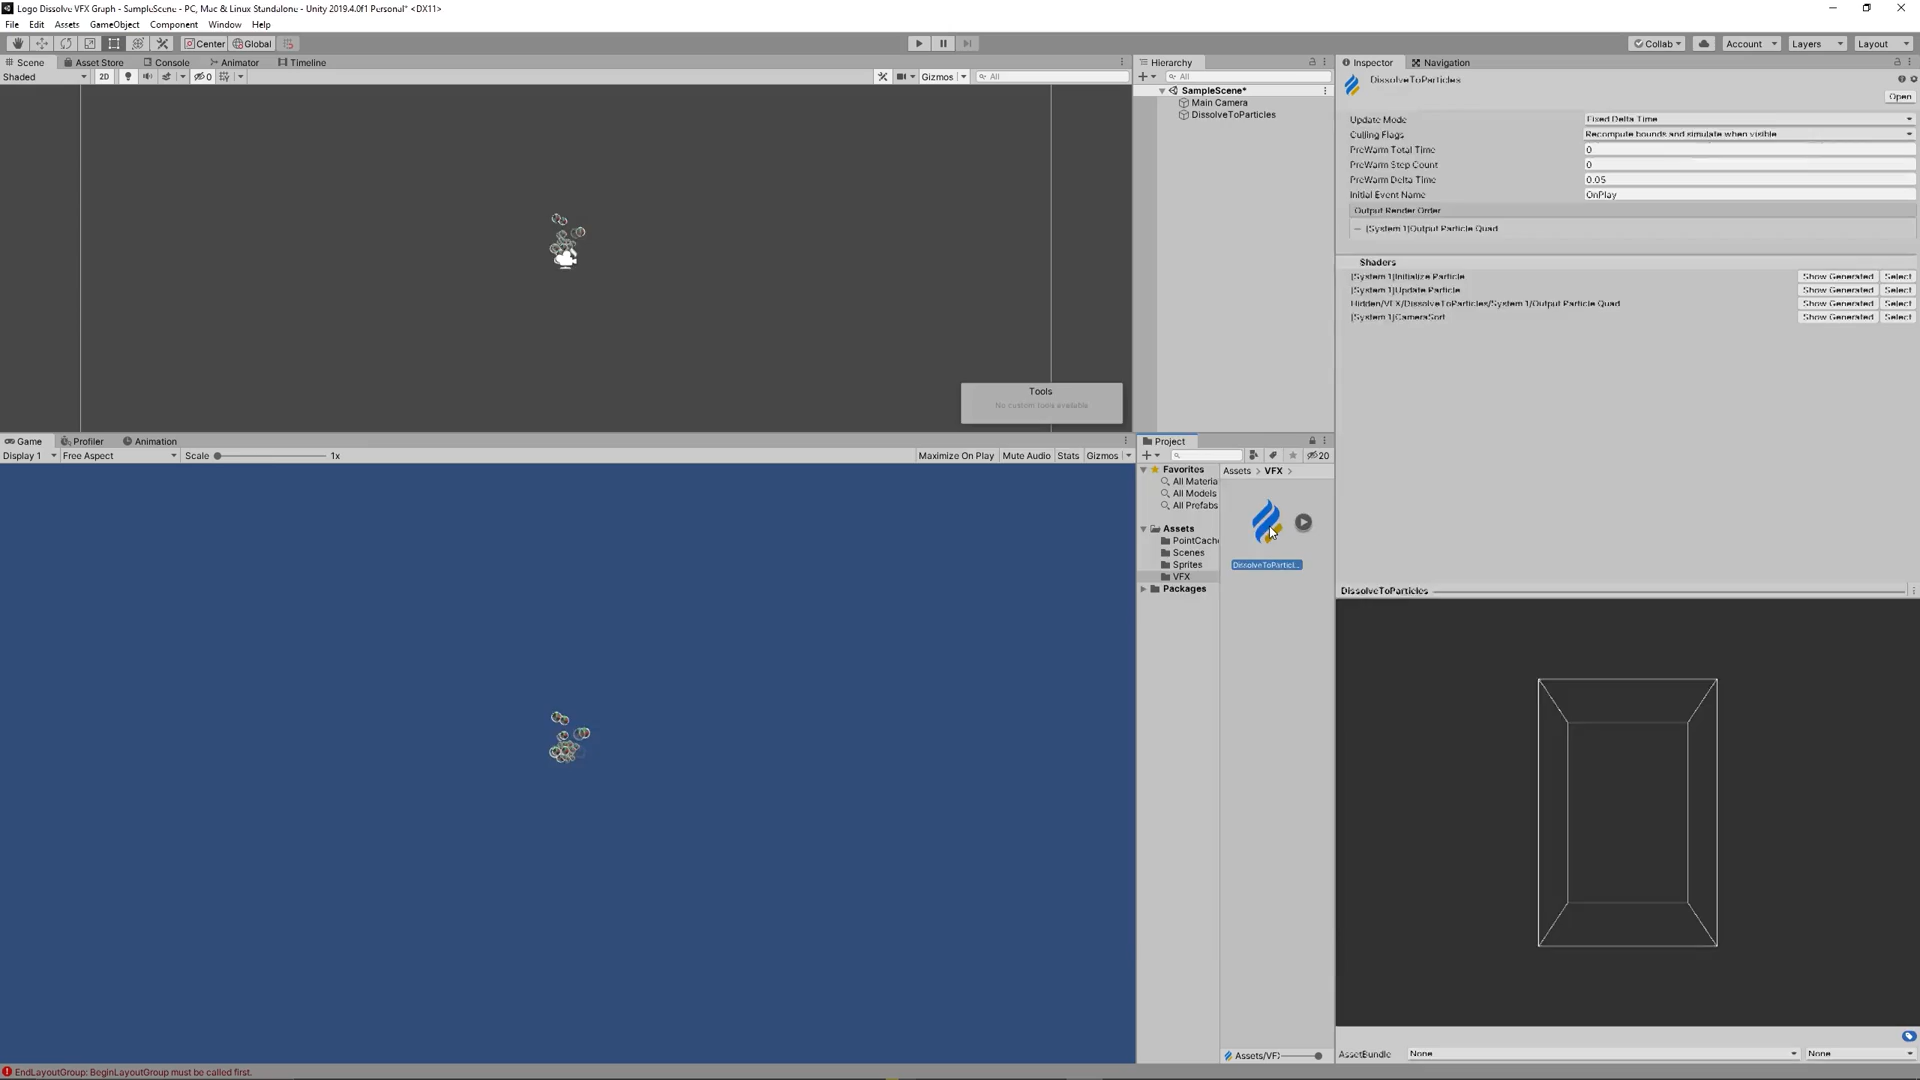 Logo Dissolve VFX Graph - SampleScene - PC, Mac & Linux Standalone - Unity 2019.4.0f1 Personal* <DX11>
File Edit Assets GameObject Component Window Help
Center Global Collab Account Layers Layout
Scene Asset Store Console Animator Timeline
Shaded 2D 0 Gizmos All
Tools
No custom tools available
Hierarchy
All
SampleScene*
Main Camera
DissolveToParticles
Game Profiler Animation
Display 1 Free Aspect Scale 1x Maximize On Play Mute Audio Stats Gizmos
Project
20
Favorites
All Materia
All Models
All Prefabs
Assets
PointCach
Scenes
Sprites
VFX
Packages
Assets > VFX >
DissolveToParticl...
Assets/VF
Inspector Navigation
DissolveToParticles
Open
Update Mode Fixed Delta Time
Culling Flags Recompute bounds and simulate when visible
PreWarm Total Time 0
PreWarm Step Count 0
PreWarm Delta Time 0.05
Initial Event Name OnPlay
Output Render Order
[System 1]Output Particle Quad
Shaders
[System 1]Initialize Particle Show Generated Select
[System 1]Update Particle Show Generated Select
Hidden/VFX/DissolveToParticles/System 1/Output Particle Quad Show Generated Select
[System 1]CameraSort Show Generated Select
DissolveToParticles
AssetBundle None None
EndLayoutGroup: BeginLayoutGroup must be called first.